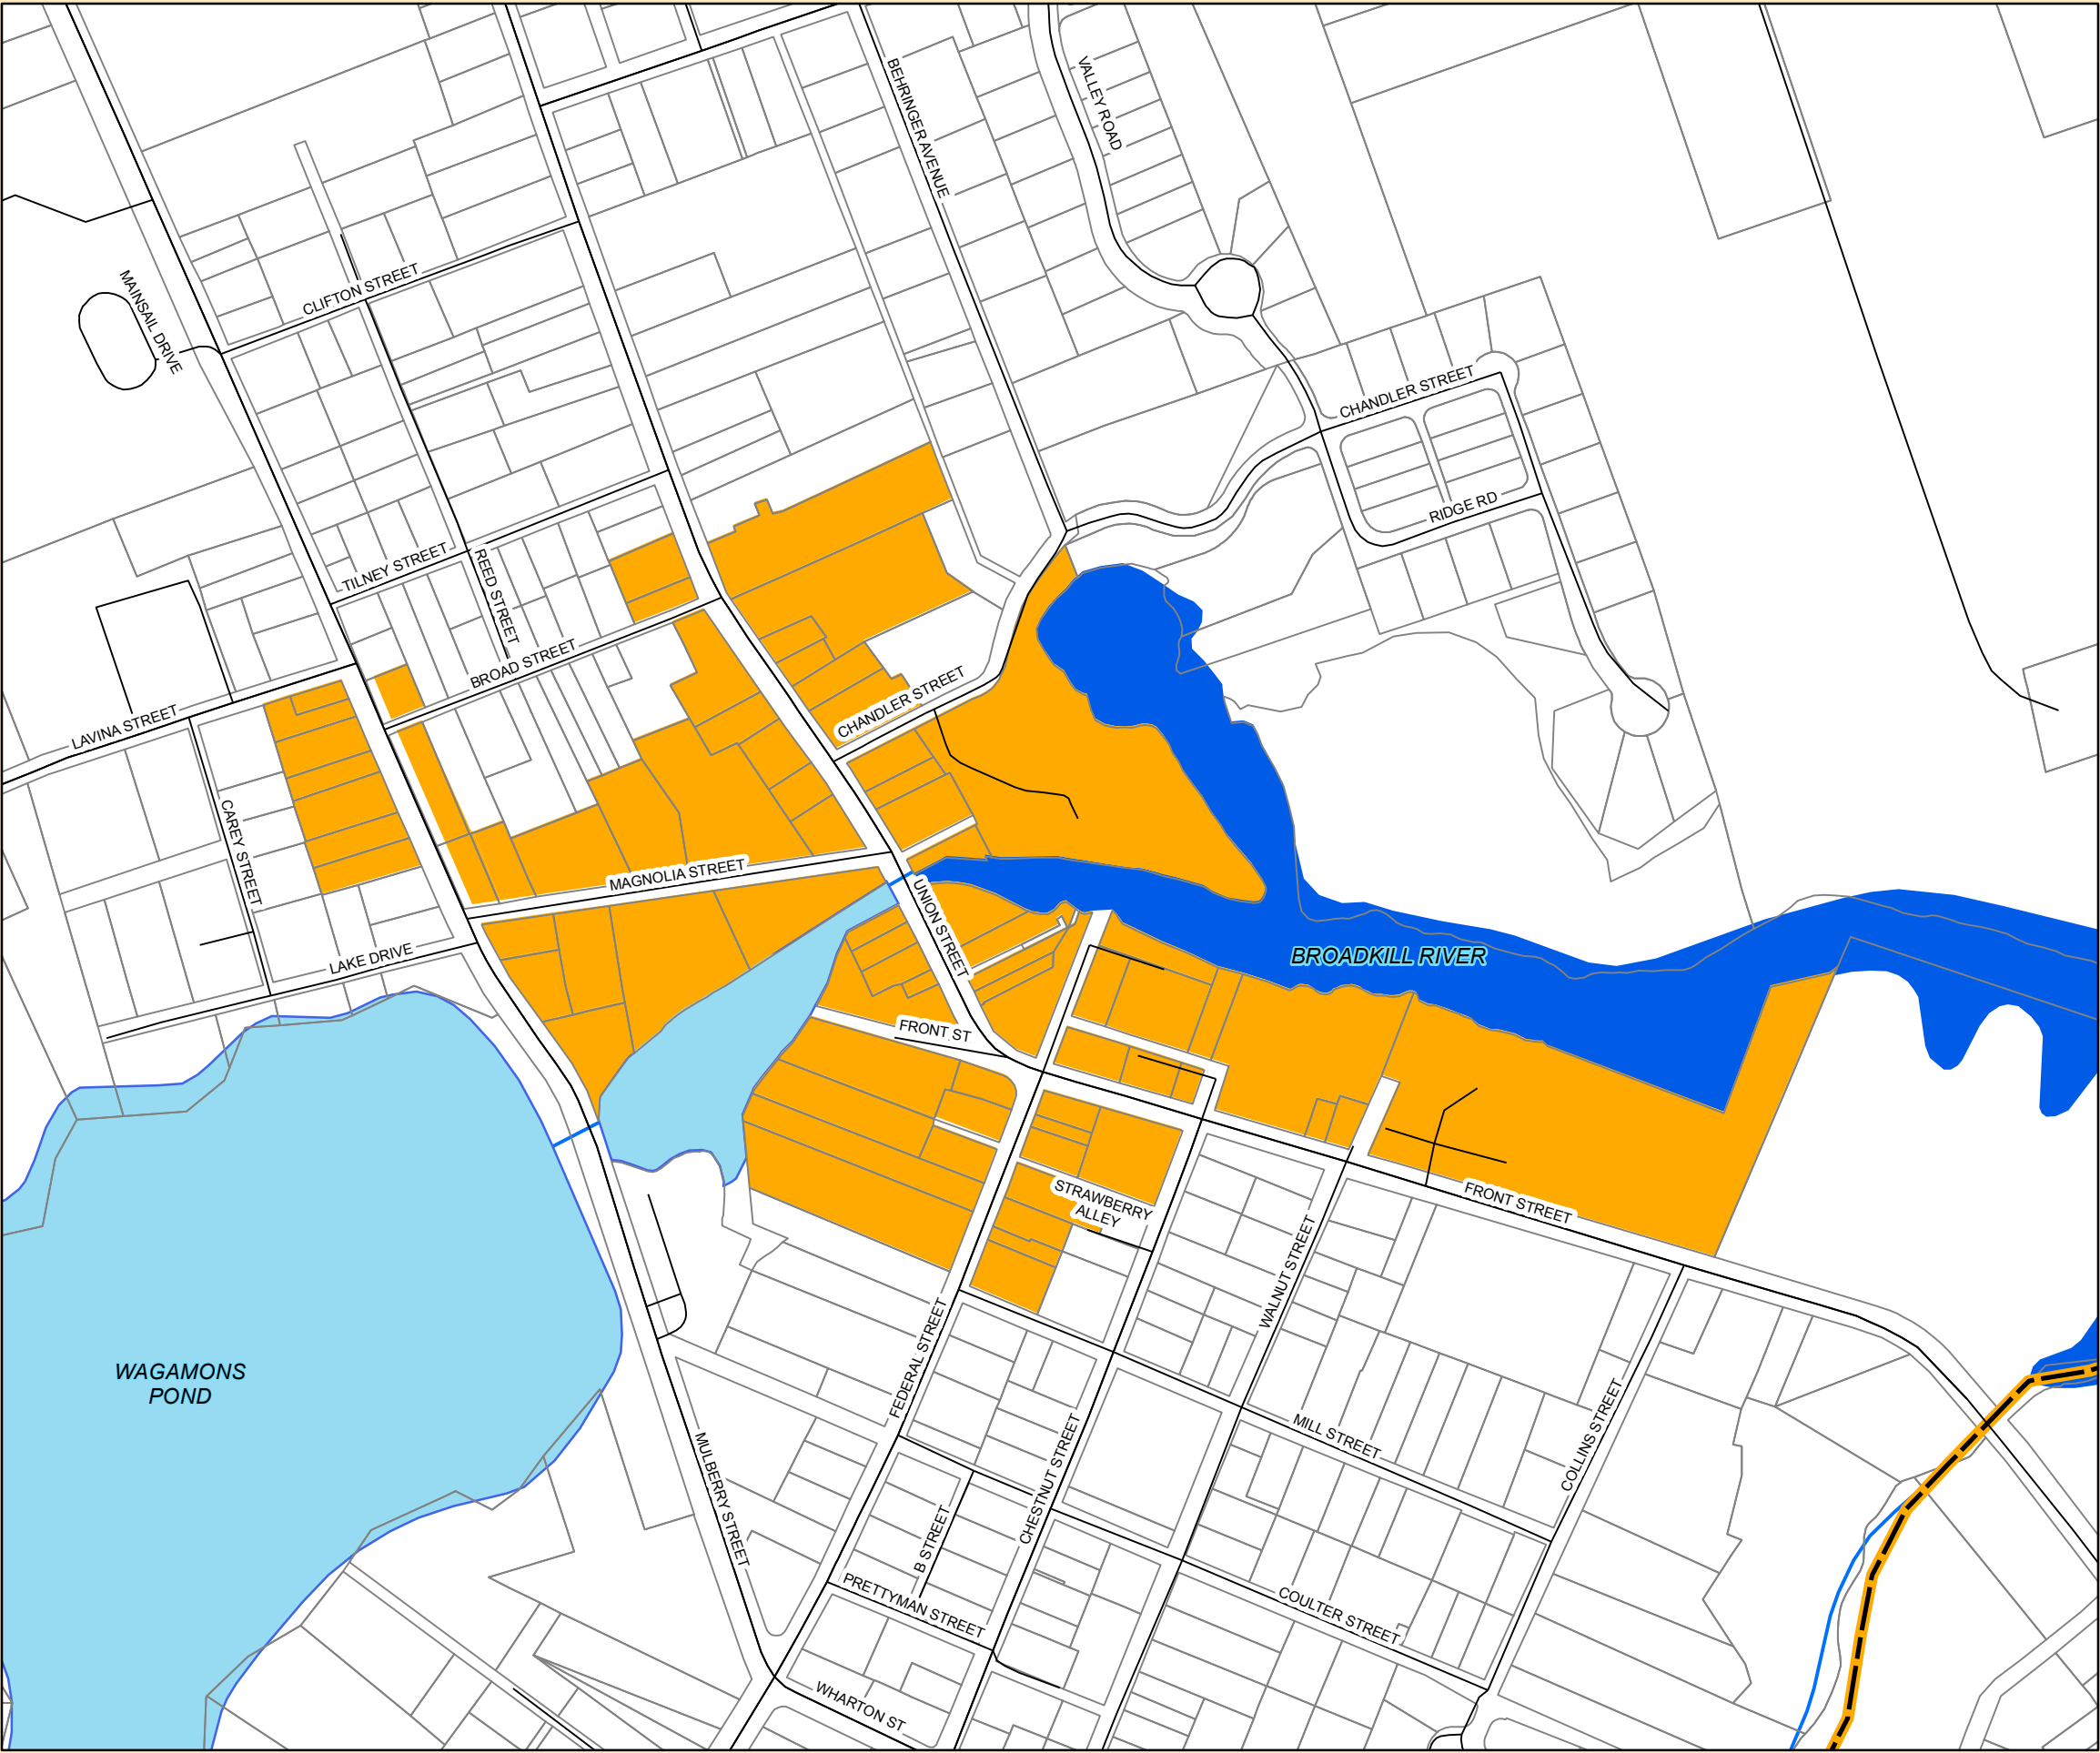 BEHRINGER AVENUE
VALLEY ROAD
MAINSAIL DRIVE
CLIFTON STREET
CHANDLER STREET
RIDGE RD
TILNEY STREET
REED STREET
BROAD STREET
LAVINA STREET
CHANDLER STREET
CAREY STREET
MAGNOLIA STREET
UNION STREET
LAKE DRIVE
BROADKILL RIVER
FRONT ST
STRAWBERRY
ALLEY
FRONT STREET
WALNUT STREET
WAGAMONS
POND
FEDERAL STREET
MULBERRY STREET
CHESTNUT STREET
MILL STREET
COLLINS STREET
B STREET
PRETTYMAN STREET
COULTER STREET
WHARTON ST